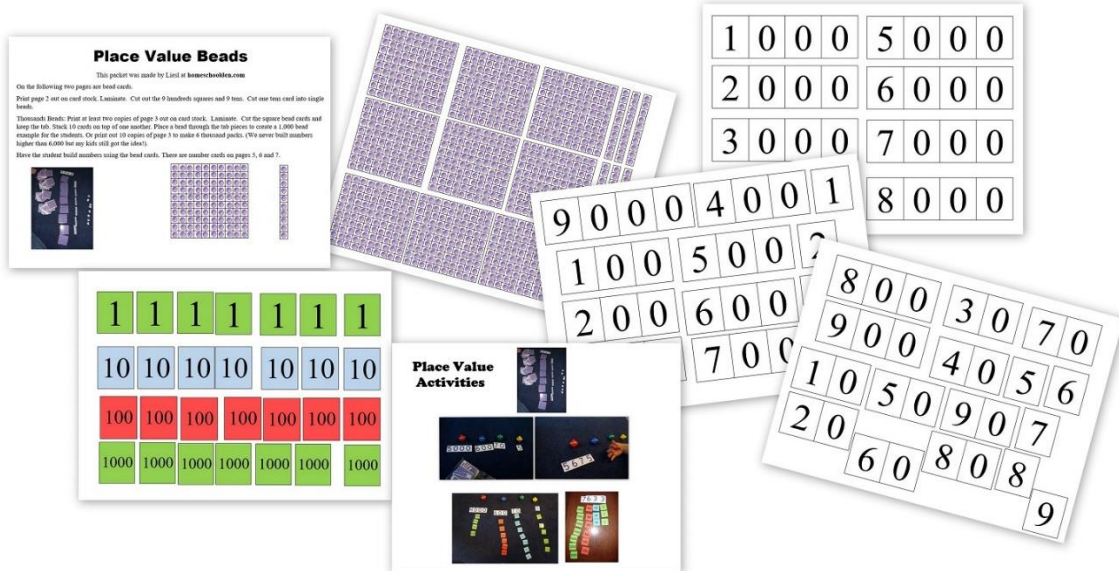 Place Value Beads
This packet was made by Liesl at homeschoolden.com
On the following two pages are bead cards.
Print page 2 out on card stock. Laminate. Cut out the 9 hundreds squares and 9 tens. Cut one tens card into single
beads.
Thousands Beads: Print at least two copies of page 3 out on card stock. Laminate. Cut the square bead cards and
keep the tab. Stack 10 cards on top of one another. Place a brad through the tab pieces to create a 1,000 bead
example for the students. Or print out 10 copies of page 3 to make 6 thousand packs. (We never built numbers
higher than 6,000 but my kids still got the idea!).
Have the student build numbers using the bead cards. There are number cards on pages 5, 6 and 7.
1000 5000
2000 6000
3000 7000
8000
9000 400 1
100 500 2
200 600
700
800 30 70
900 40 5 6
10 50 90 7
20 60 80 8
9
1 1 1 1 1 1 1
10 10 10 10 10 10 10
100 100 100 100 100 100 100
1000 1000 1000 1000 1000 1000 1000
Place Value
Activities
5000 600 70
5675